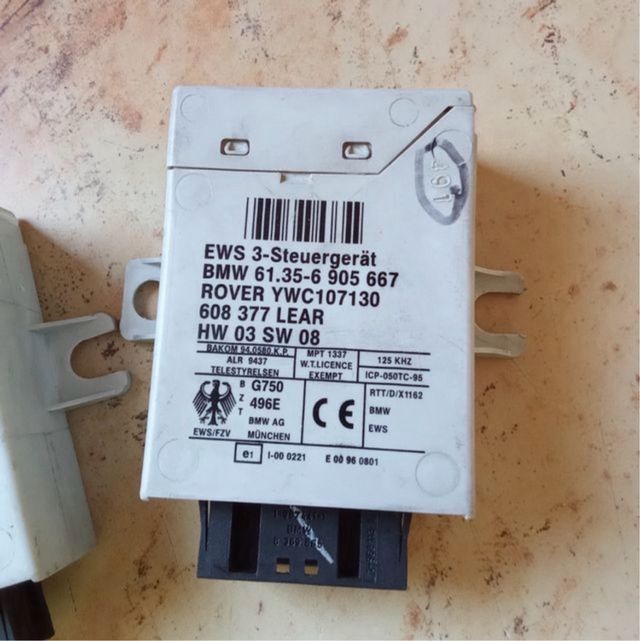 191
EWS 3-Steuergerät
BMW 61.35-6 905 667
ROVER YWC107130
608 377 LEAR
HW 03 SW 08
BAKOM 94.0580.K.P.
ALR 9437
TELESTYRELSEN
MPT 1337
W.T.LICENCE
EXEMPT
125 KHZ
ICP-050TC-95
B Z T
G750
496E
BMW AG
MÜNCHEN
EWS/FZV
CE
RTT/D/X1162
BMW
EWS
e1 I-00 0221 E 00 96 0801
BMW